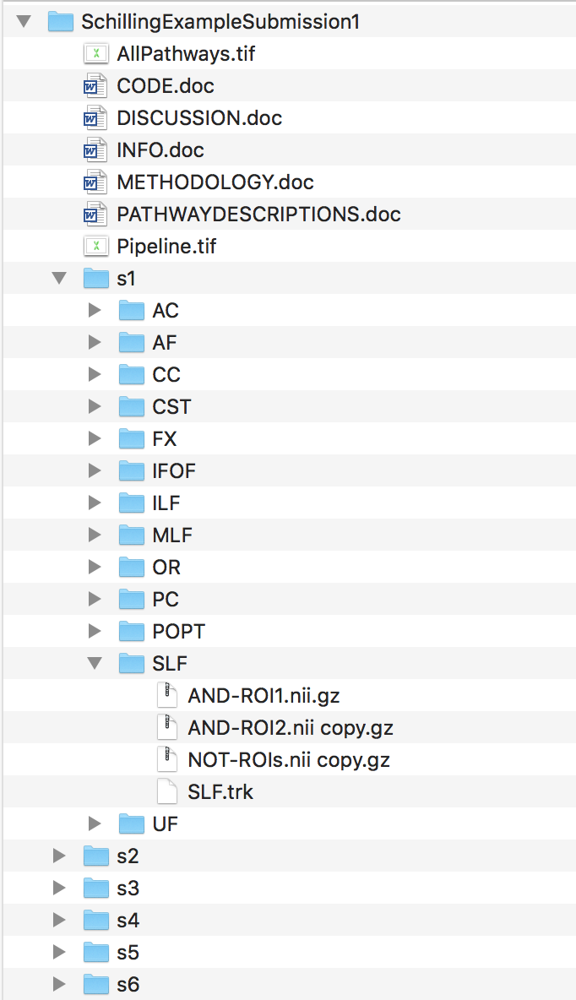 SchillingExampleSubmission1
AllPathways.tif
CODE.doc
DISCUSSION.doc
INFO.doc
METHODOLOGY.doc
PATHWAYDESCRIPTIONS.doc
Pipeline.tif
s1
AC
AF
CC
CST
FX
IFOF
ILF
MLF
OR
PC
POPT
SLF
AND-ROI1.nii.gz
AND-ROI2.nii copy.gz
NOT-ROIs.nii copy.gz
SLF.trk
UF
s2
s3
s4
s5
s6